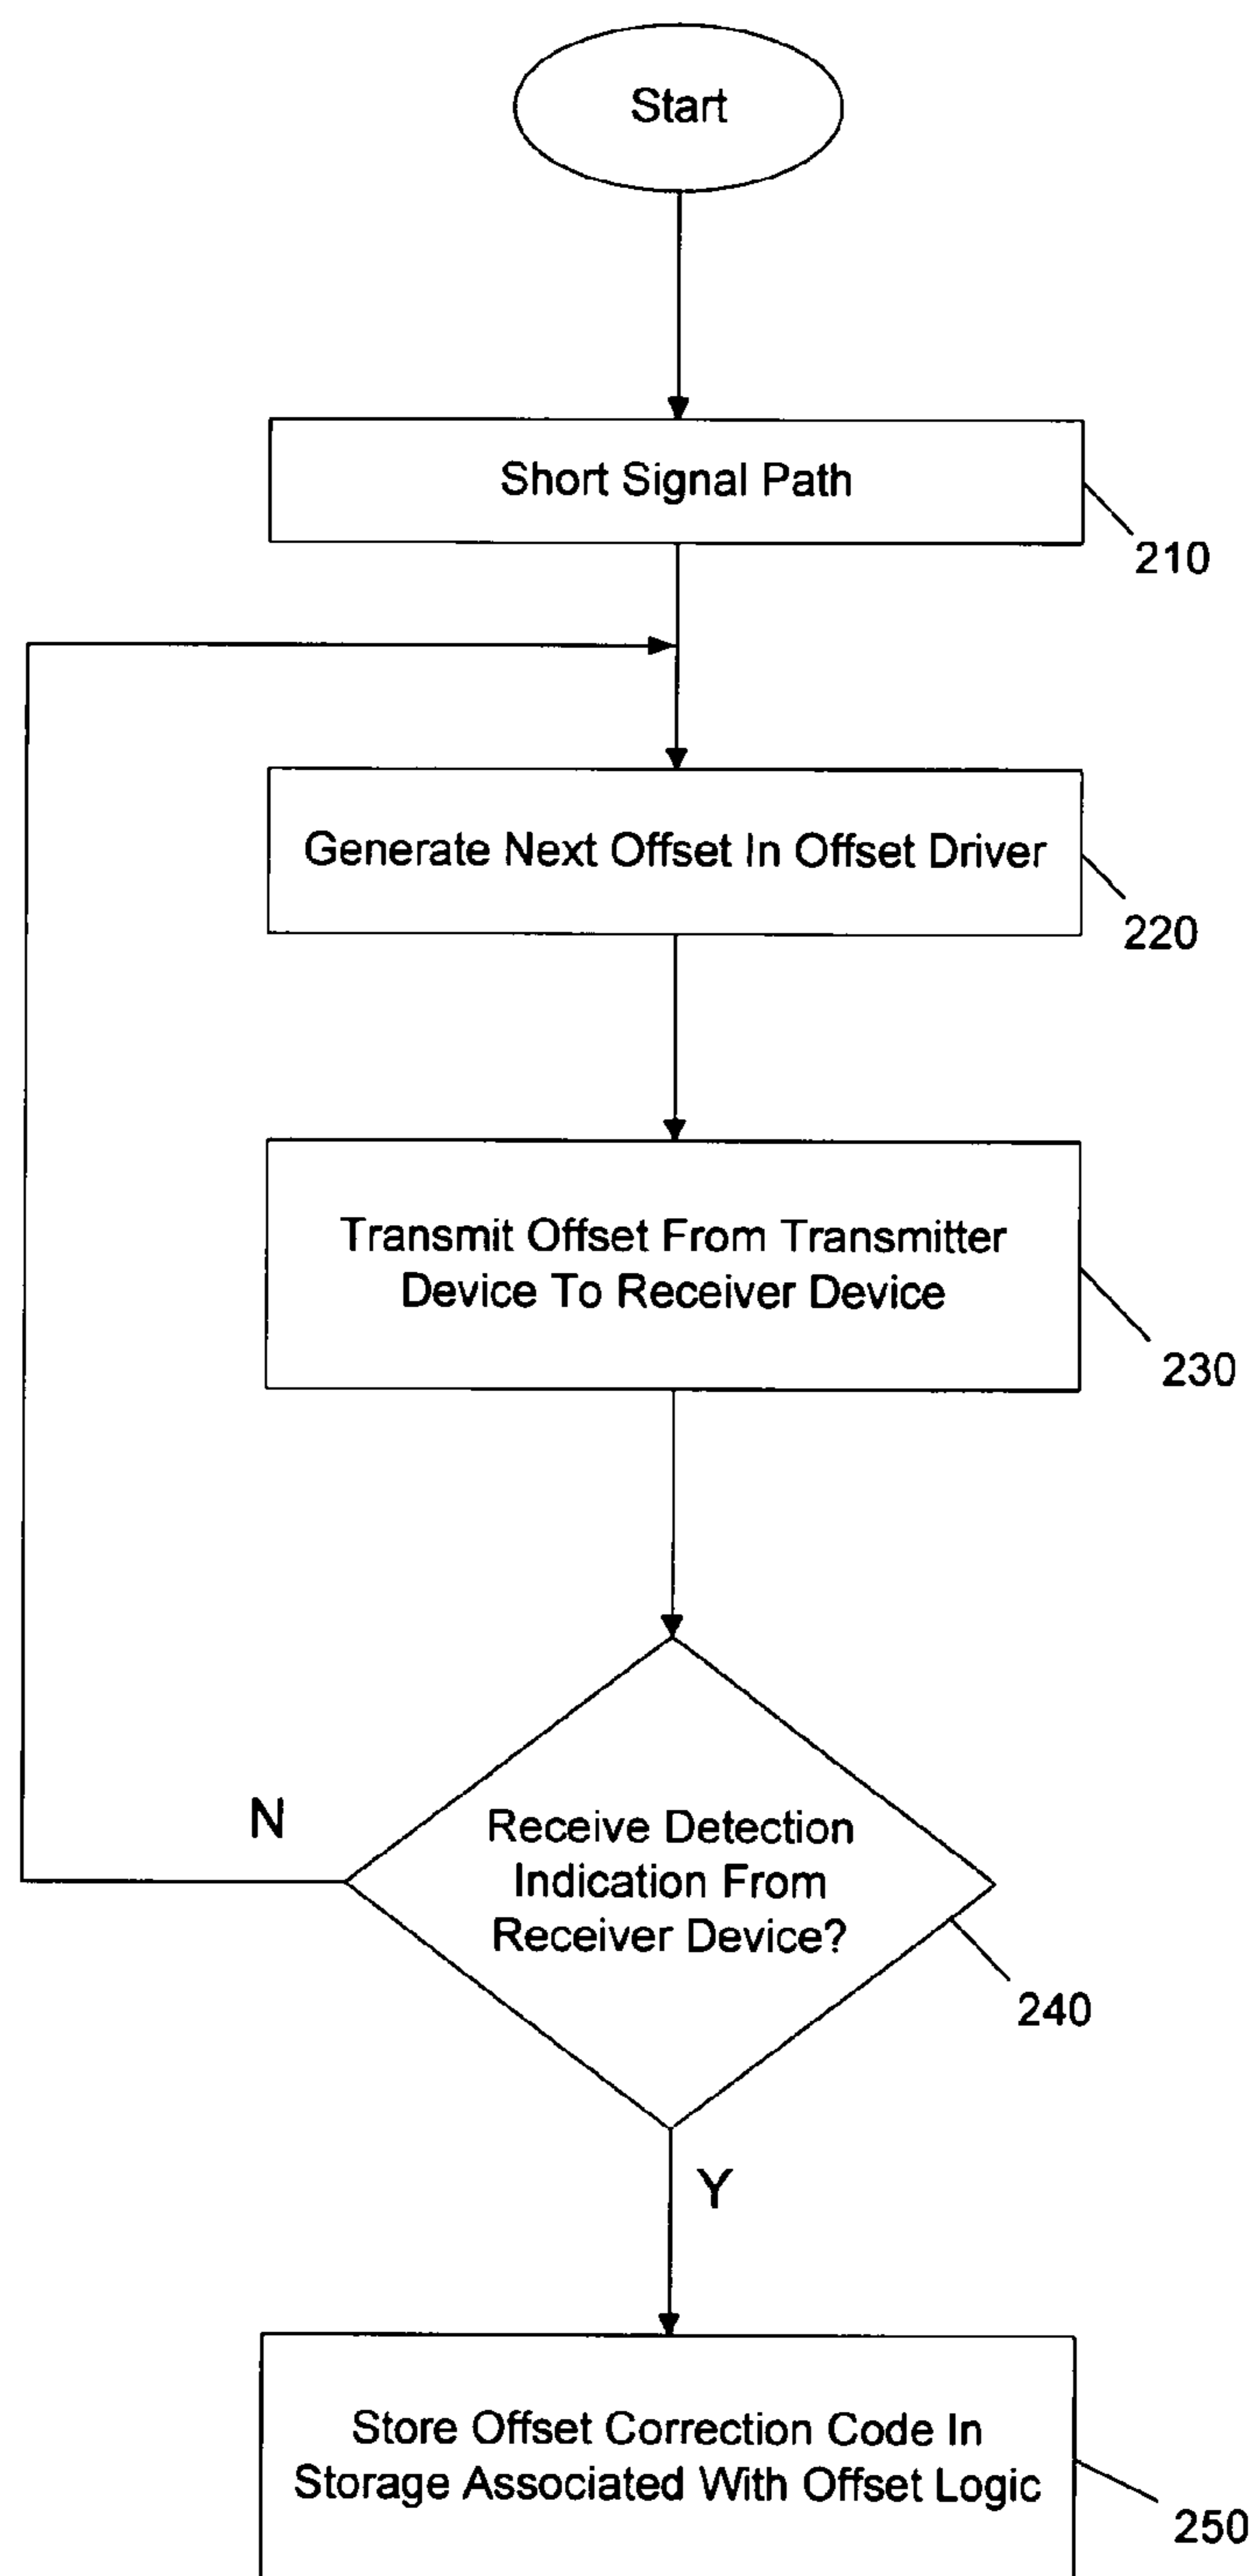 Start
Short Signal Path
210
Generate Next Offset In Offset Driver
220
Transmit Offset From Transmitter
Device To Receiver Device
230
Receive Detection
Indication From
Receiver Device?
240
N
Y
Store Offset Correction Code In
Storage Associated With Offset Logic
250